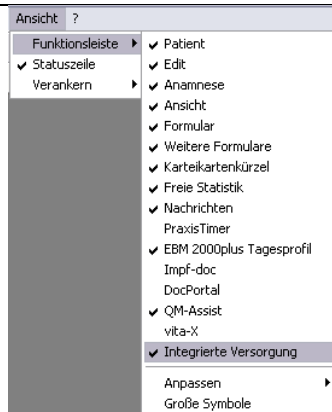 Ansicht ?
Funktionsleiste
Statuszeile
Verankern
Patient
Edit
Anamnese
Ansicht
Formular
Weitere Formulare
Karteikartenkürzel
Freie Statistik
Nachrichten
PraxisTimer
EBM 2000plus Tagesprofil
Impf-doc
DocPortal
QM-Assist
vita-X
Integrierte Versorgung
Anpassen
Große Symbole